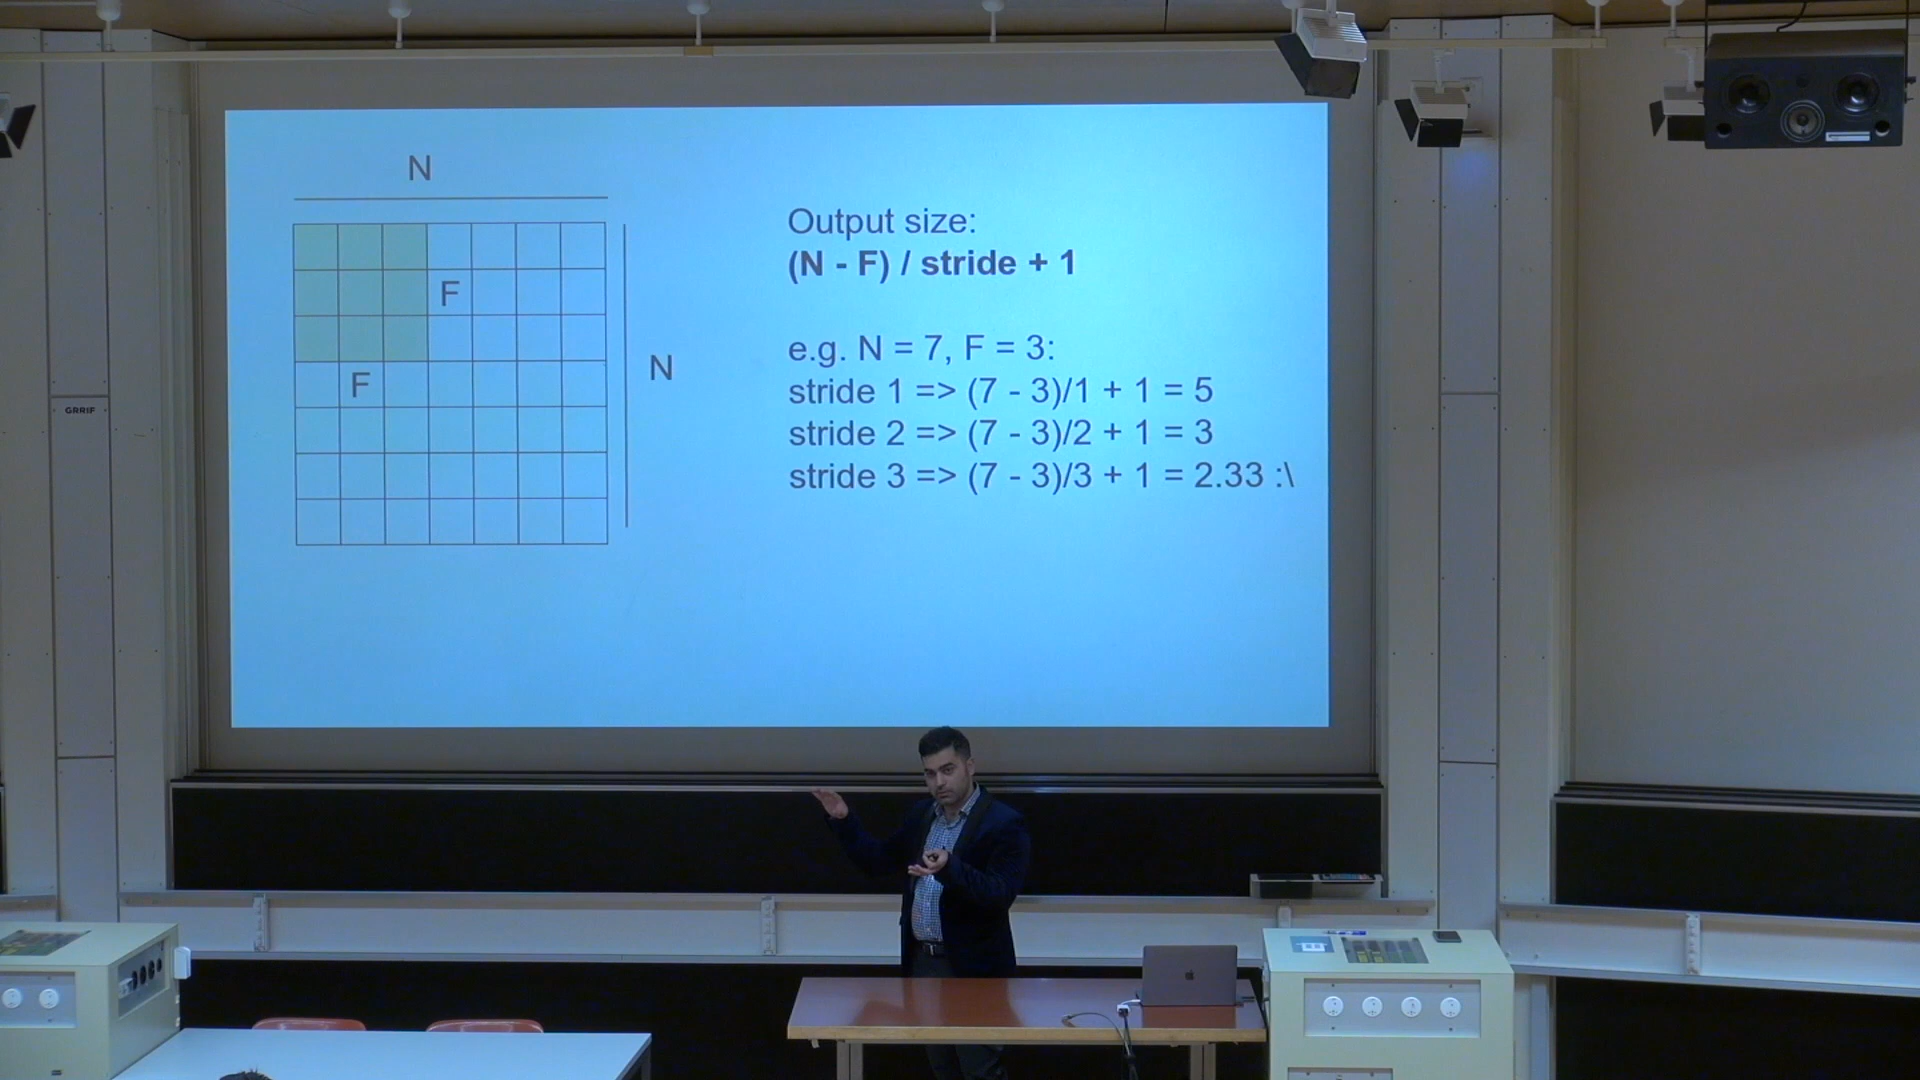 N
F
F
N
Output size:
(N - F) / stride + 1
e.g. N = 7, F = 3:
stride 1 => (7 - 3)/1 + 1 = 5
stride 2 => (7 - 3)/2 + 1 = 3
stride 3 => (7 - 3)/3 + 1 = 2.33 :\
GRRIF